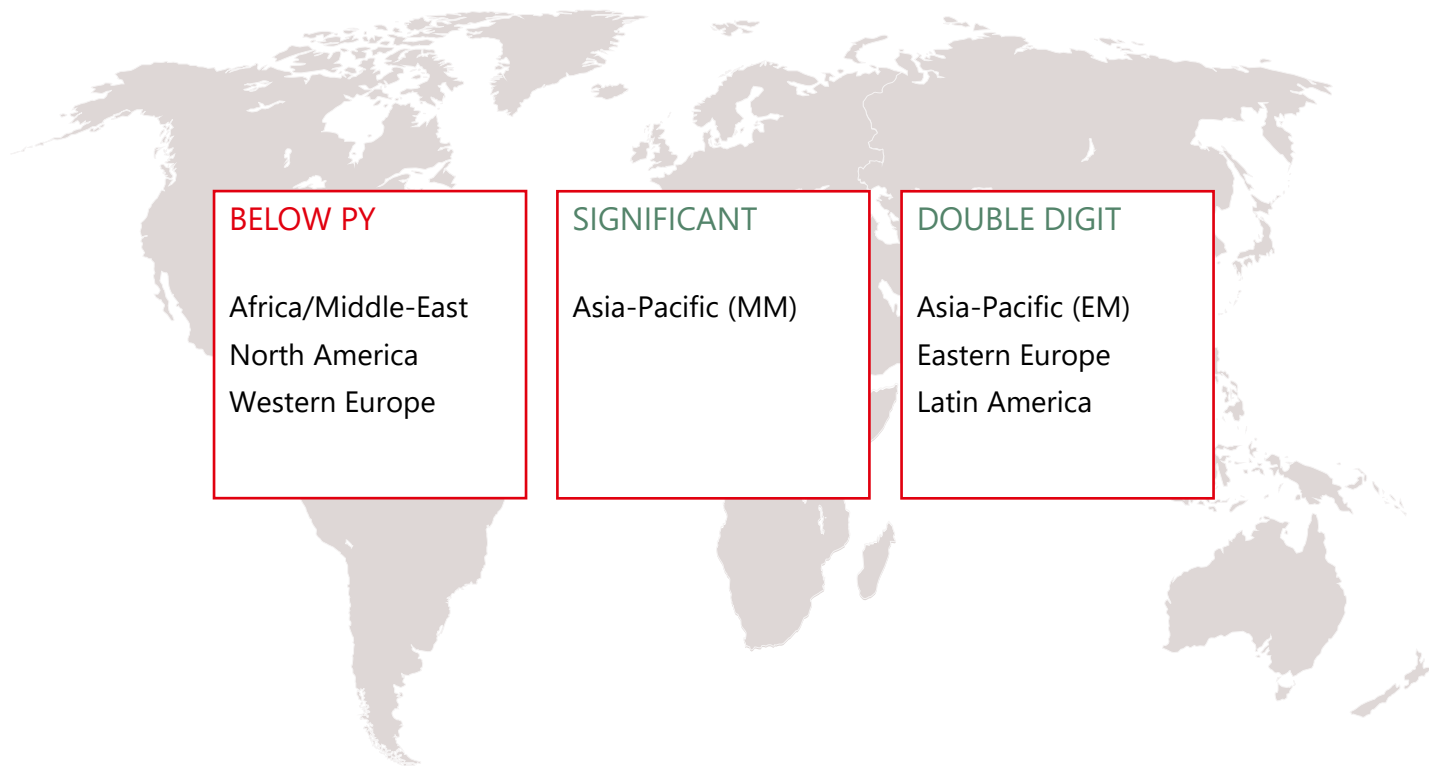 BELOW PY
Africa/Middle-East
North America
Western Europe
SIGNIFICANT
Asia-Pacific (MM)
DOUBLE DIGIT
Asia-Pacific (EM)
Eastern Europe
Latin America